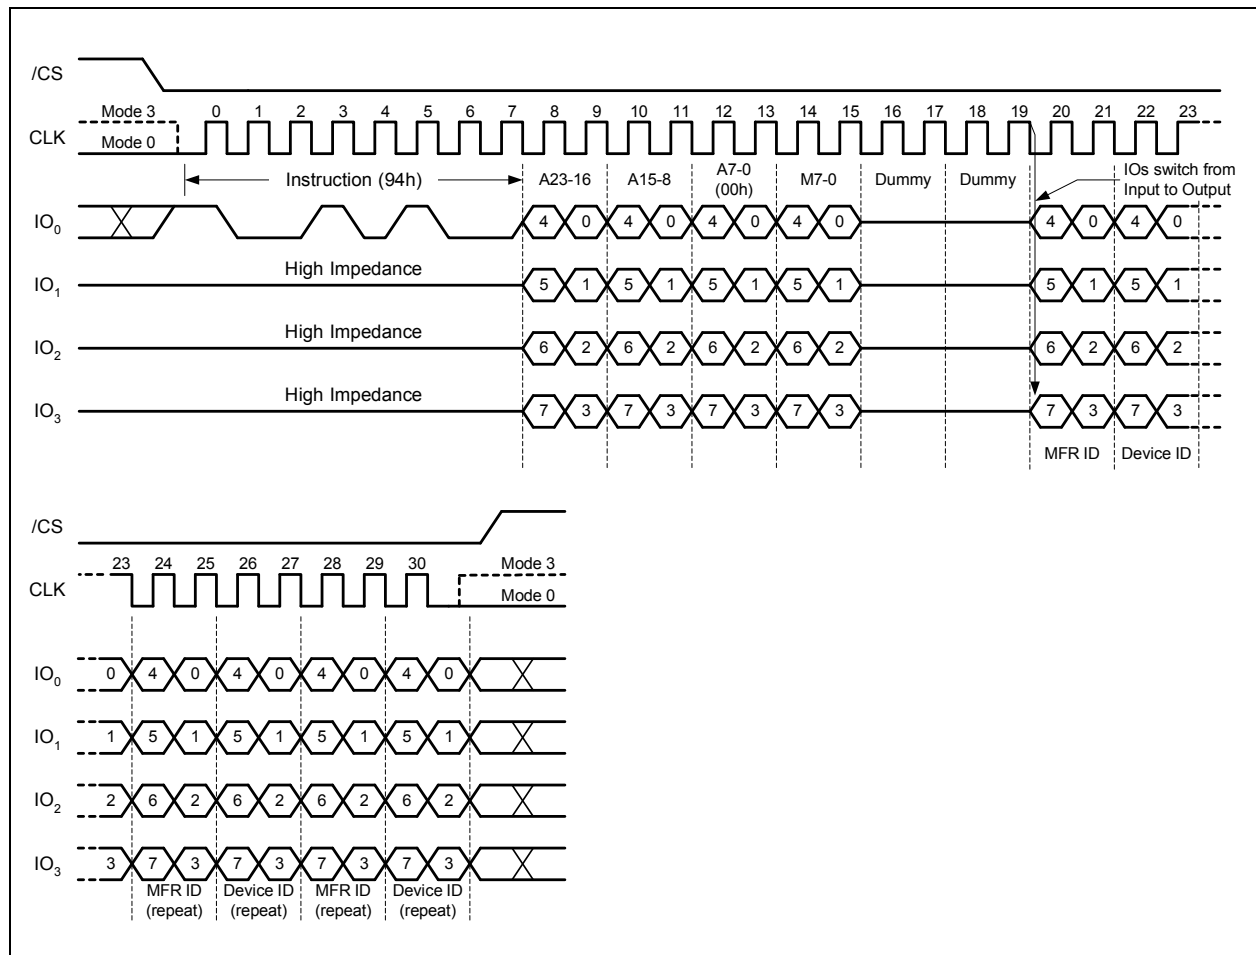 /CS
Mode 3 0 1 2 3 4 5 6 7 8 9 10 11 12 13 14 15 16 17 18 19 20 21 22 23
CLK
Mode 0
Instruction (94h) A23-16 A15-8 A7-0 (00h) M7-0 Dummy Dummy IOs switch from
Input to Output
IO0 4 0 4 0 4 0 4 0 4 0 4 0
High Impedance
IO1 5 1 5 1 5 1 5 1 5 1 5 1
High Impedance
IO2 6 2 6 2 6 2 6 2 6 2 6 2
High Impedance
IO3 7 3 7 3 7 3 7 3 7 3 7 3
MFR ID Device ID
/CS
23 24 25 26 27 28 29 30 Mode 3
CLK
Mode 0
IO0 0 4 0 4 0 4 0 4 0
IO1 1 5 1 5 1 5 1 5 1
IO2 2 6 2 6 2 6 2 6 2
IO3 3 7 3 7 3 7 3 7 3
MFR ID Device ID MFR ID Device ID
(repeat) (repeat) (repeat) (repeat)